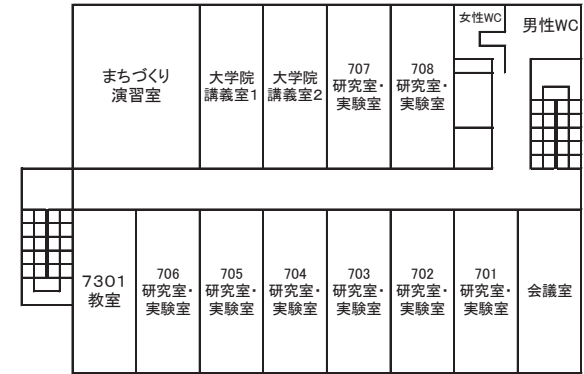 女性WC
男性WC
まちづくり
演習室
大学院
講義室1
大学院
講義室2
707
研究室・
実験室
708
研究室・
実験室
7301
教室
706
研究室・
実験室
705
研究室・
実験室
704
研究室・
実験室
703
研究室・
実験室
702
研究室・
実験室
701
研究室・
実験室
会議室